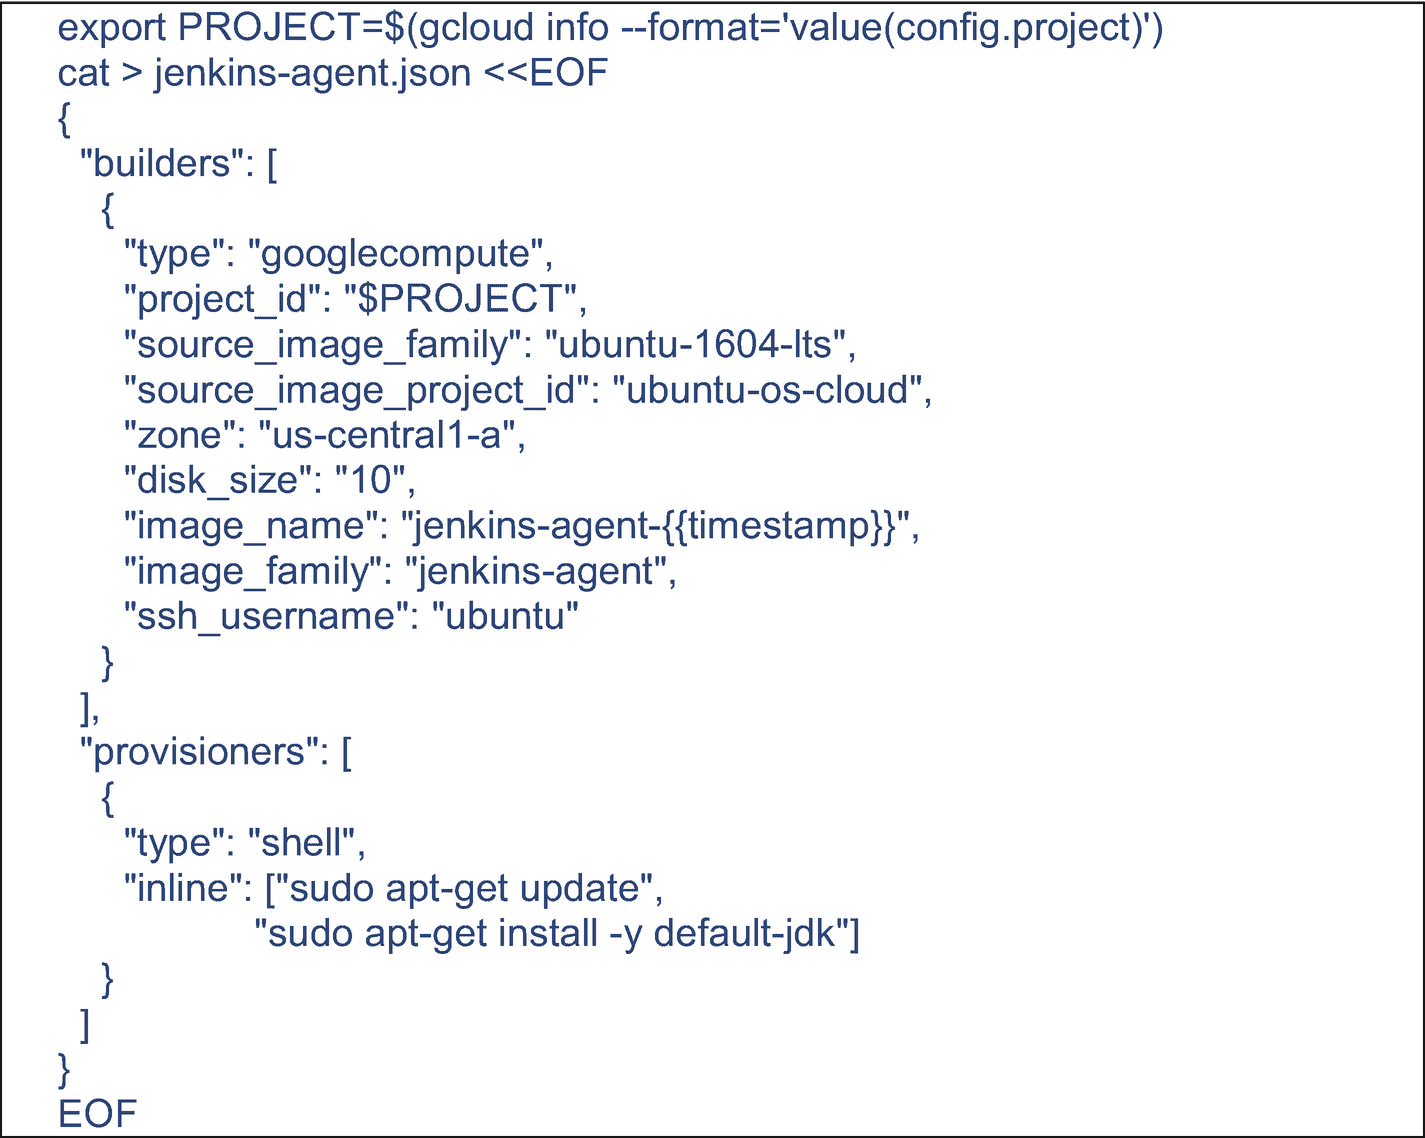 export PROJECT=$(gcloud info --format='value(config.project)')
cat > jenkins-agent.json <<EOF
{
  "builders": [
    {
      "type": "googlecompute",
      "project_id": "$PROJECT",
      "source_image_family": "ubuntu-1604-lts",
      "source_image_project_id": "ubuntu-os-cloud",
      "zone": "us-central1-a",
      "disk_size": "10",
      "image_name": "jenkins-agent-{{timestamp}}",
      "image_family": "jenkins-agent",
      "ssh_username": "ubuntu"
    }
  ],
  "provisioners": [
    {
      "type": "shell",
      "inline": ["sudo apt-get update",
                  "sudo apt-get install -y default-jdk"]
    }
  ]
}
EOF